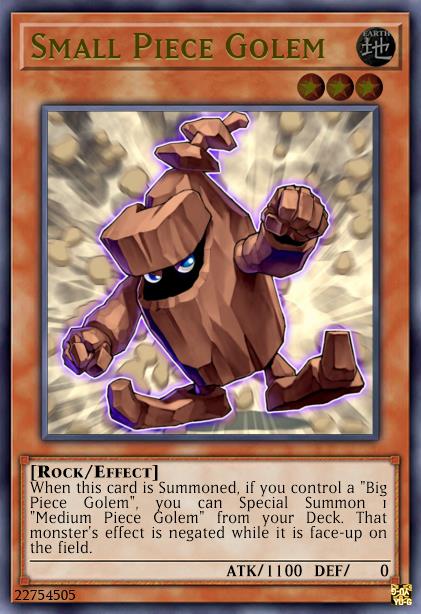 SMALL PIECE GOLEM
EARTH
地
[ROCK/EFFECT]
When this card is Summoned, if you control a "Big
Piece Golem", you can Special Summon 1
"Medium Piece Golem" from your Deck. That
monster's effect is negated while it is face-up on
the field.
ATK/1100 DEF/ 0
22754505